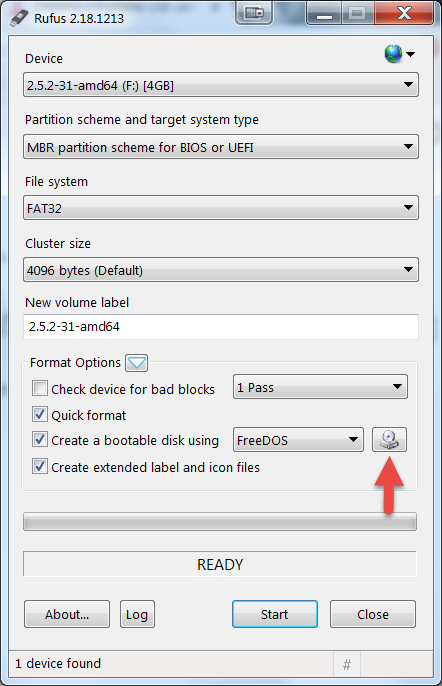 Rufus 2.18.1213
Device
2.5.2-31-amd64 (F:) [4GB]
Partition scheme and target system type
MBR partition scheme for BIOS or UEFI
File system
FAT32
Cluster size
4096 bytes (Default)
New volume label
2.5.2-31-amd64
Format Options
Check device for bad blocks 1 Pass
Quick format
Create a bootable disk using FreeDOS
Create extended label and icon files
READY
About... Log Start Close
1 device found #